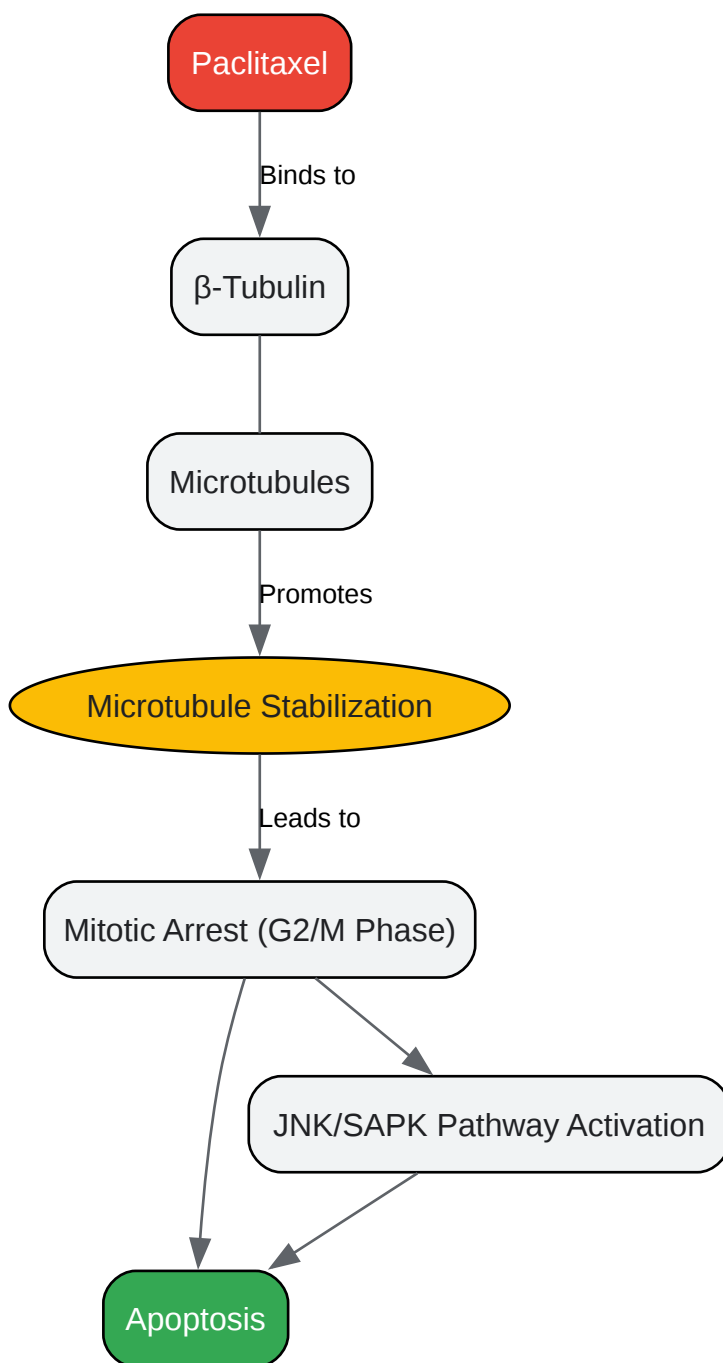 Paclitaxel
Binds to
β-Tubulin
Microtubules
Promotes
Microtubule Stabilization
Leads to
Mitotic Arrest (G2/M Phase)
JNK/SAPK Pathway Activation
Apoptosis